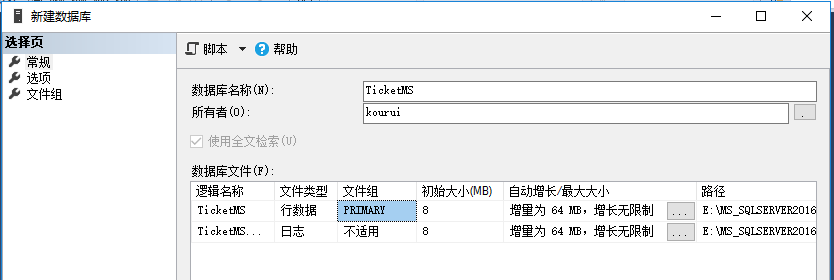 新建数据库
选择页
常规
选项
文件组
脚本 帮助
数据库名称(N): TicketMS
所有者(O): kourui .
使用全文检索(U)
数据库文件(F):
逻辑名称 文件类型 文件组 初始大小(MB) 自动增长/最大大小 路径
TicketMS 行数据 PRIMARY 8 增量为 64 MB，增长无限制 ... E:\MS_SQLSERVER2016
TicketMS... 日志 不适用 8 增量为 64 MB，增长无限制 ... E:\MS_SQLSERVER2016